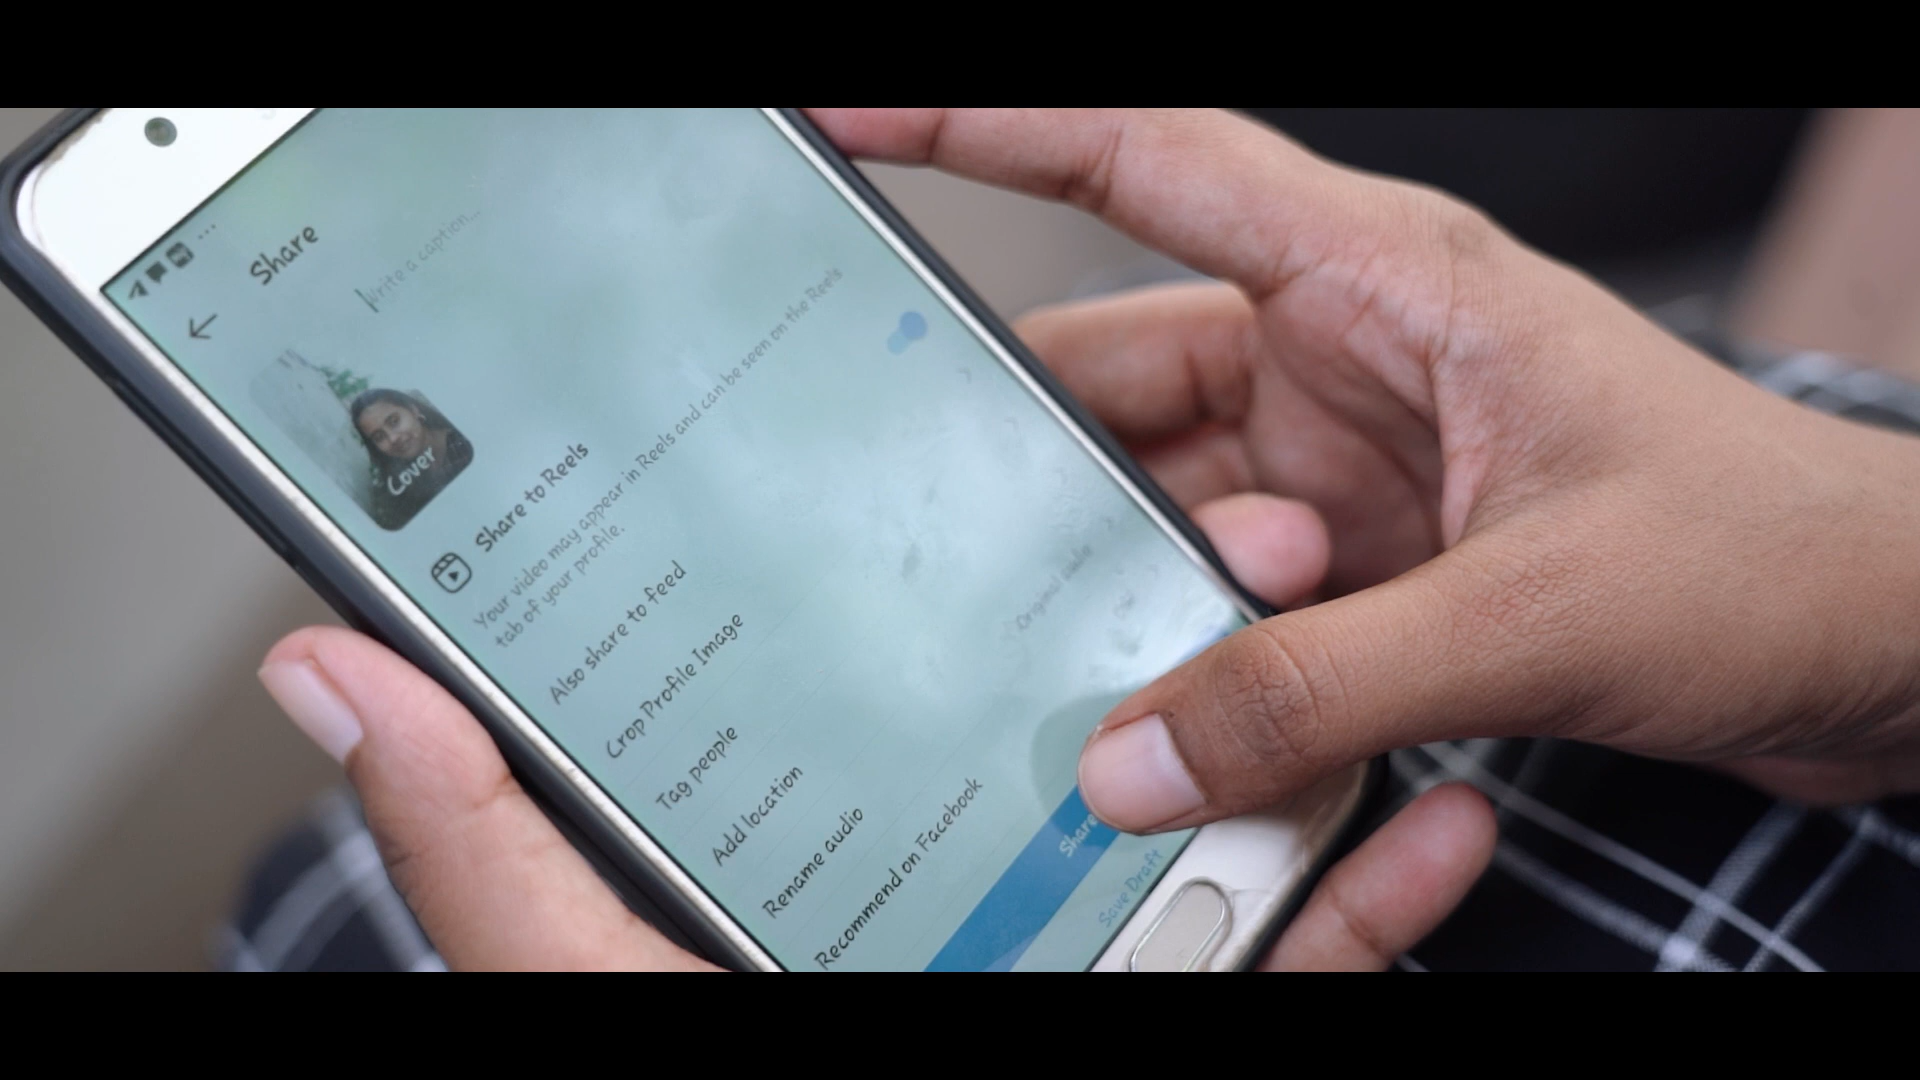 Share
Write a caption...
Cover
Share to Reels
Your video may appear in Reels and can be seen on the Reels
tab of your profile.
Also share to feed
Crop Profile Image
Tag people
Add location
Rename audio
Original audio
Recommend on Facebook
Share
Save Draft